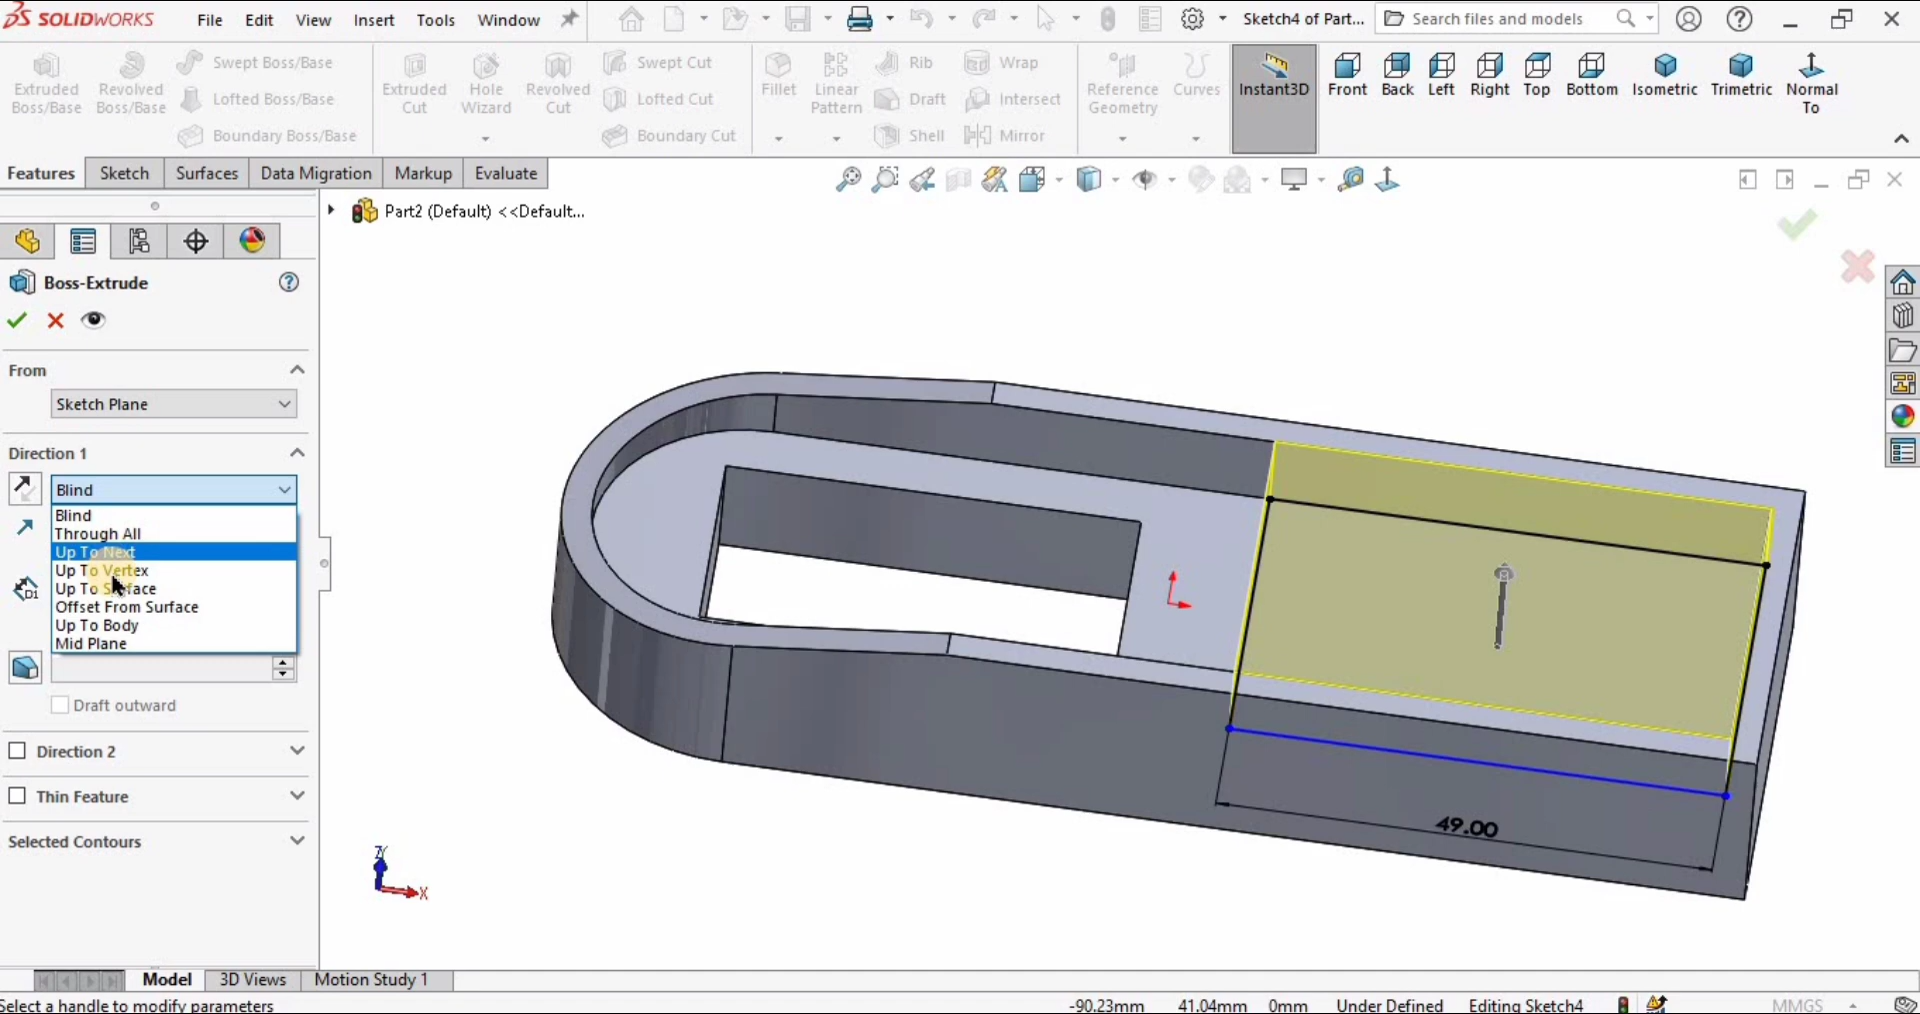 SOLIDWORKS File Edit View Insert Tools Window Sketch4 of Part... Search files and models
Extruded Boss/Base
Revolved Boss/Base
Swept Boss/Base
Lofted Boss/Base
Boundary Boss/Base
Extruded Cut
Hole Wizard
Revolved Cut
Swept Cut
Lofted Cut
Boundary Cut
Fillet
Linear Pattern
Rib
Draft
Shell
Wrap
Intersect
Mirror
Reference Geometry
Curves
Instant3D
Front
Back
Left
Right
Top
Bottom
Isometric
Trimetric
Normal To
Features Sketch Surfaces Data Migration Markup Evaluate
Part2 (Default) <<Default...
Boss-Extrude
From
Sketch Plane
Direction 1
Blind
Blind
Through All
Up To Next
Up To Vertex
Up To Surface
Offset From Surface
Up To Body
Mid Plane
D1
Draft outward
Direction 2
Thin Feature
Selected Contours
49.00
X
Model 3D Views Motion Study 1
Select a handle to modify parameters -90.23mm 41.04mm 0mm Under Defined Editing Sketch4 MMGS